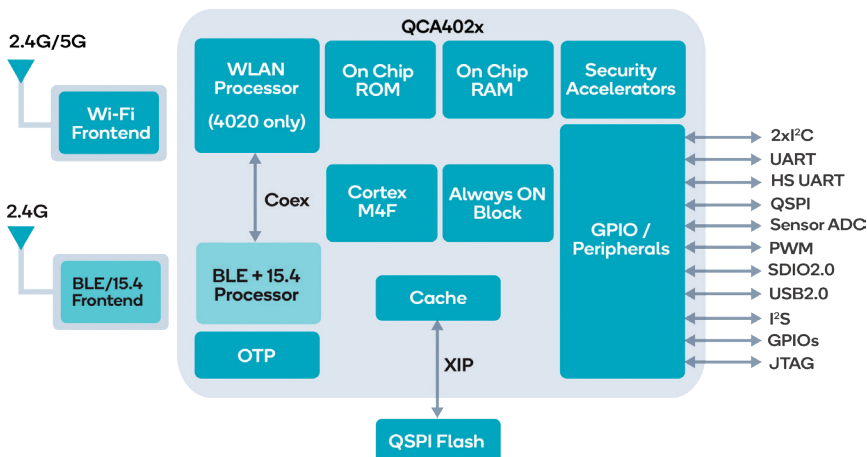 QCA402x
2.4G/5G
Wi-Fi
Frontend
2.4G
BLE/15.4
Frontend
WLAN
Processor
(4020 only)
On Chip
ROM
On Chip
RAM
Security
Accelerators
Coex
Cortex
M4F
Always ON
Block
GPIO /
Peripherals
BLE + 15.4
Processor
Cache
OTP
XIP
QSPI Flash
2xI²C
UART
HS UART
QSPI
Sensor ADC
PWM
SDIO2.0
USB2.0
I²S
GPIOs
JTAG